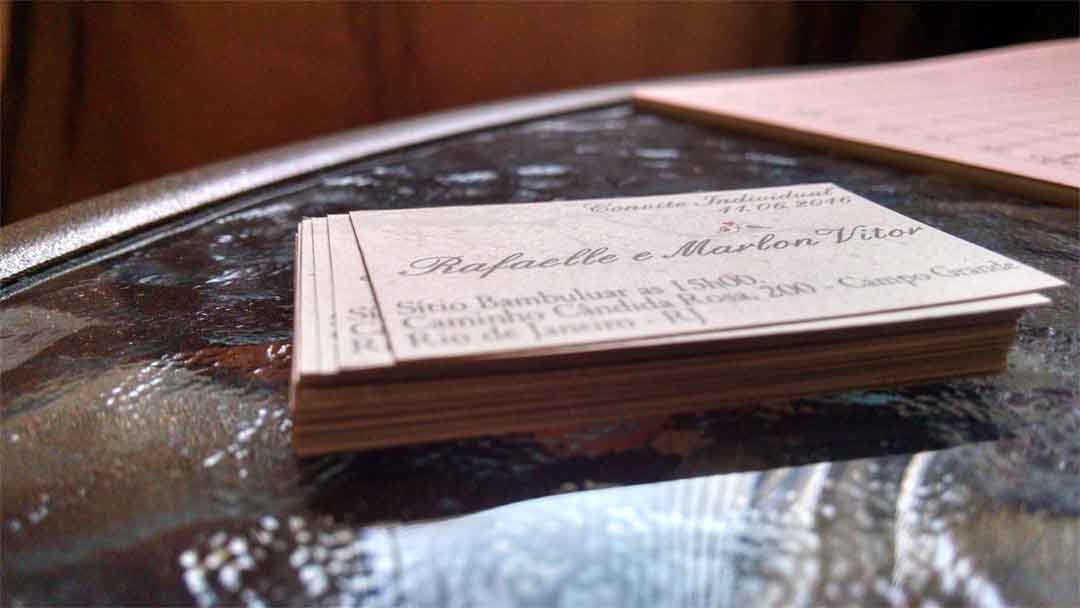 Convite Individual
11.06.2016
Rafaelle e Marlon Vitor
Sítio Bambuluar as 15h00.
Caminho Cândida Rosa, 200 - Campo Grande
Rio de Janeiro - RJ